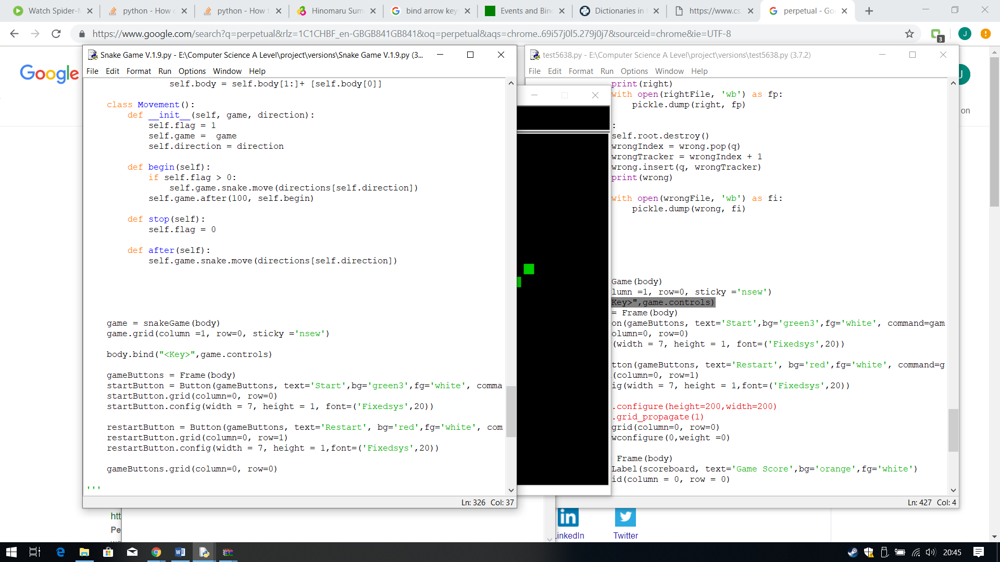 Watch Spider-M
python - How c
python - How t
Hinomaru Sum
bind arrow key
Events and Bind
Dictionaries in
https://www.cs
perpetual - Go
https://www.google.com/search?q=perpetual&rlz=1C1CHBF_en-GBGB841GB841&oq=perpetual&aqs=chrome..69i57j0l5.279j0j7&sourceid=chrome&ie=UTF-8
3
J
Google
Snake Game V.1.9.py - E:\Computer Science A Level\project\versions\Snake Game V.1.9.py (3...
File Edit Format Run Options Window Help
self.body = self.body[1:]+ [self.body[0]]
class Movement():
def __init__(self, game, direction):
self.flag = 1
self.game =  game
self.direction = direction
def begin(self):
if self.flag > 0:
self.game.snake.move(directions[self.direction])
self.game.after(100, self.begin)
def stop(self):
self.flag = 0
def after(self):
self.game.snake.move(directions[self.direction])
game = snakeGame(body)
game.grid(column =1, row=0, sticky ='nsew')
body.bind("<Key>",game.controls)
gameButtons = Frame(body)
startButton = Button(gameButtons, text='Start',bg='green3',fg='white', comma
startButton.grid(column=0, row=0)
startButton.config(width = 7, height = 1, font=('Fixedsys',20))
restartButton = Button(gameButtons, text='Restart', bg='red',fg='white', com
restartButton.grid(column=0, row=1)
restartButton.config(width = 7, height = 1,font=('Fixedsys',20))
gameButtons.grid(column=0, row=0)
'''
Ln: 326 Col: 37
test5638.py - E:\Computer Science A Level\project\versions\test5638.py (3.7.2)
File Edit Format Run Options Window Help
print(right)
with open(rightFile, 'wb') as fp:
pickle.dump(right, fp)
:
self.root.destroy()
wrongIndex = wrong.pop(q)
wrongTracker = wrongIndex + 1
wrong.insert(q, wrongTracker)
print(wrong)
with open(wrongFile, 'wb') as fi:
pickle.dump(wrong, fi)
Game(body)
lumn =1, row=0, sticky ='nsew')
Key>",game.controls)
= Frame(body)
on(gameButtons, text='Start',bg='green3',fg='white', command=gam
olumn=0, row=0)
(width = 7, height = 1, font=('Fixedsys',20))
tton(gameButtons, text='Restart', bg='red',fg='white', command=g
(column=0, row=1)
ig(width = 7, height = 1,font=('Fixedsys',20))
.configure(height=200,width=200)
.grid_propagate(1)
grid(column=0, row=0)
wconfigure(0,weight =0)
Frame(body)
Label(scoreboard, text='Game Score',bg='orange',fg='white')
id(column = 0, row = 0)
Ln: 427 Col: 4
J
on
htt
Pe
LinkedIn
Twitter
20:45